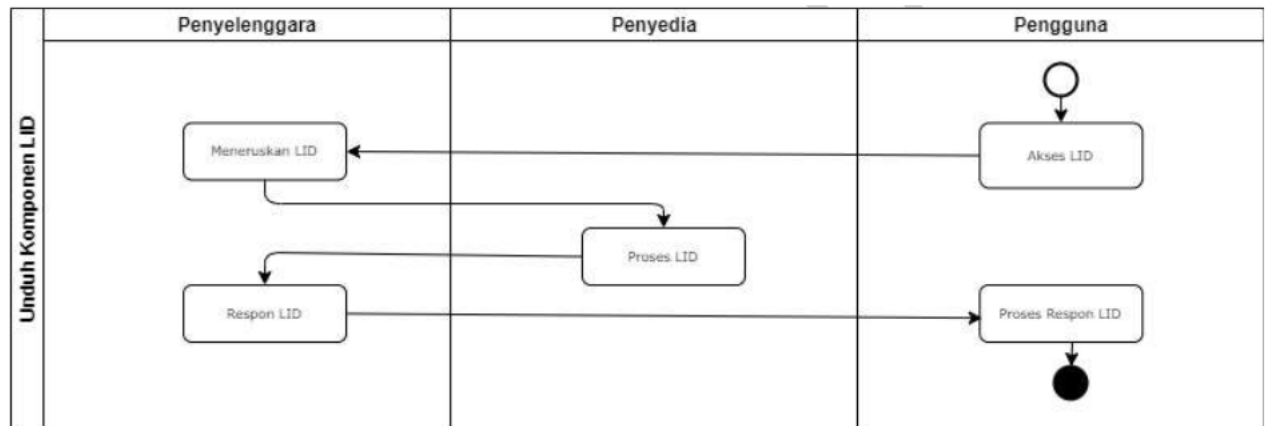 Penyelenggara
Penyedia
Pengguna
Unduh Komponen LID
Meneruskan LID
Akses LID
Proses LID
Respon LID
Proses Respon LID